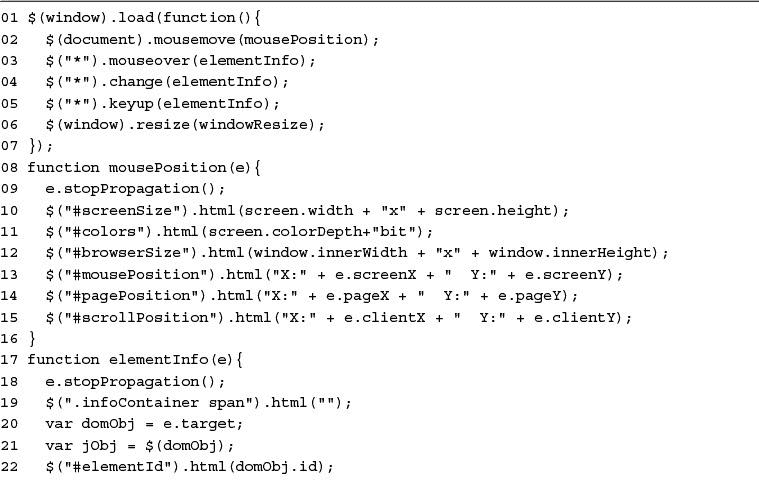 01 $(window).load(function(){
02   $(document).mousemove(mousePosition);
03   $("*").mouseover(elementInfo);
04   $("*").change(elementInfo);
05   $("*").keyup(elementInfo);
06   $(window).resize(windowResize);
07 });
08 function mousePosition(e){
09   e.stopPropagation();
10   $("#screenSize").html(screen.width + "x" + screen.height);
11   $("#colors").html(screen.colorDepth+"bit");
12   $("#browserSize").html(window.innerWidth + "x" + window.innerHeight);
13   $("#mousePosition").html("X:" + e.screenX + "  Y:" + e.screenY);
14   $("#pagePosition").html("X:" + e.pageX + "  Y:" + e.pageY);
15   $("#scrollPosition").html("X:" + e.clientX + "  Y:" + e.clientY);
16 }
17 function elementInfo(e){
18   e.stopPropagation();
19   $(".infoContainer span").html("");
20   var domObj = e.target;
21   var jObj = $(domObj);
22   $("#elementId").html(domObj.id);